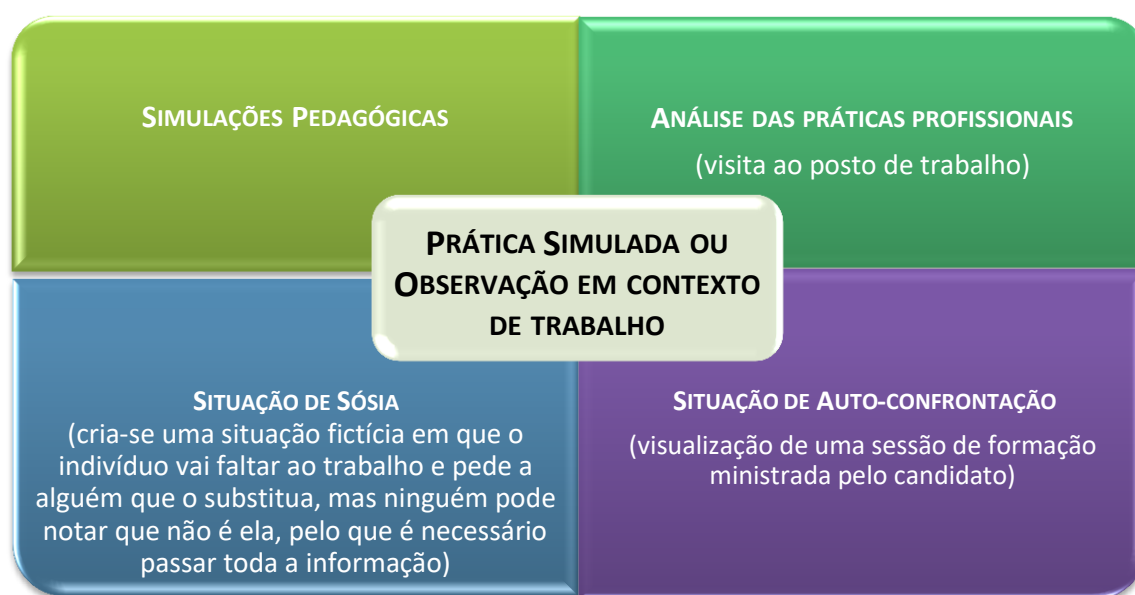 SIMULAÇÕES PEDAGÓGICAS
ANÁLISE DAS PRÁTICAS PROFISSIONAIS
(visita ao posto de trabalho)
PRÁTICA SIMULADA OU
OBSERVAÇÃO EM CONTEXTO
DE TRABALHO
SITUAÇÃO DE SÓSIA
(cria-se uma situação fictícia em que o
indivíduo vai faltar ao trabalho e pede a
alguém que o substitua, mas ninguém pode
notar que não é ela, pelo que é necessário
passar toda a informação)
SITUAÇÃO DE AUTO-CONFRONTAÇÃO
(visualização de uma sessão de formação
ministrada pelo candidato)